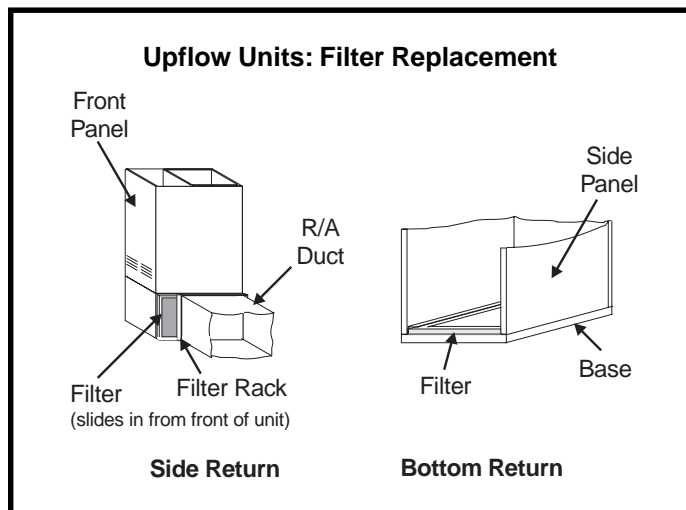 Upflow Units: Filter Replacement
Front
Panel
R/A
Duct
Filter
(slides in from front of unit)
Filter Rack
Side Return
Side
Panel
Filter
Base
Bottom Return